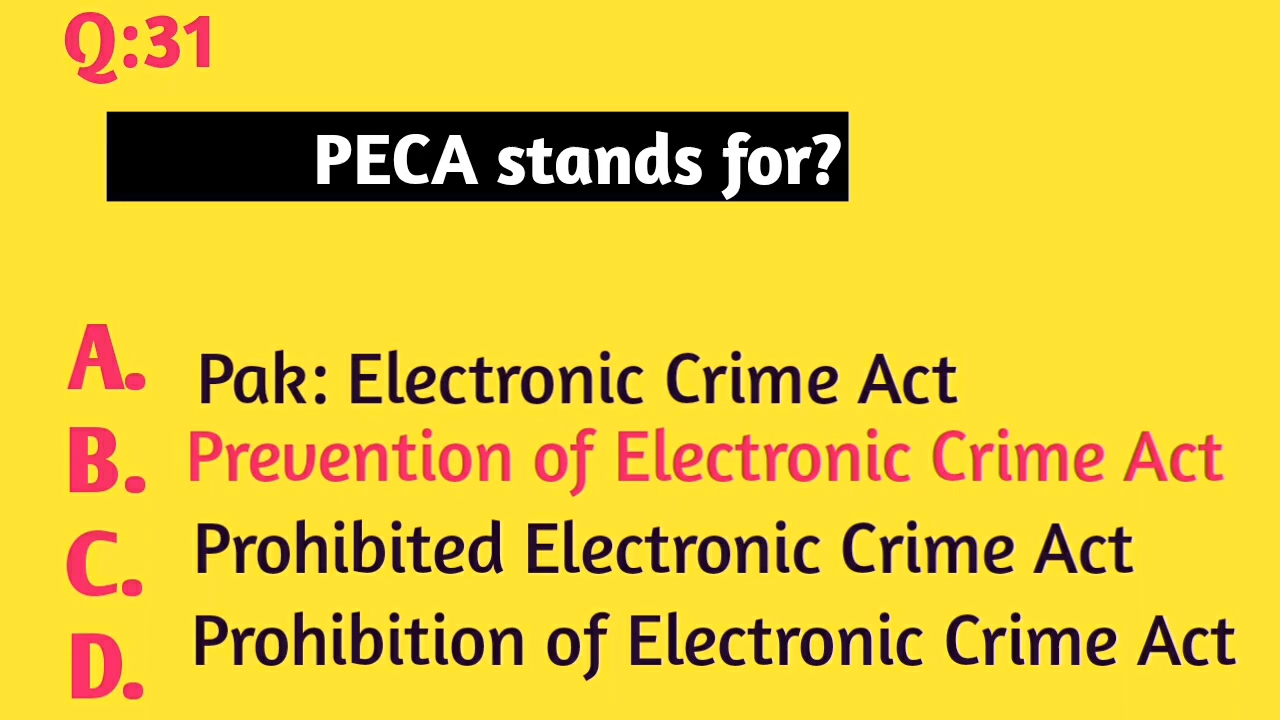 Q:31
PECA stands for?
A. Pak: Electronic Crime Act
B. Prevention of Electronic Crime Act
C. Prohibited Electronic Crime Act
D. Prohibition of Electronic Crime Act